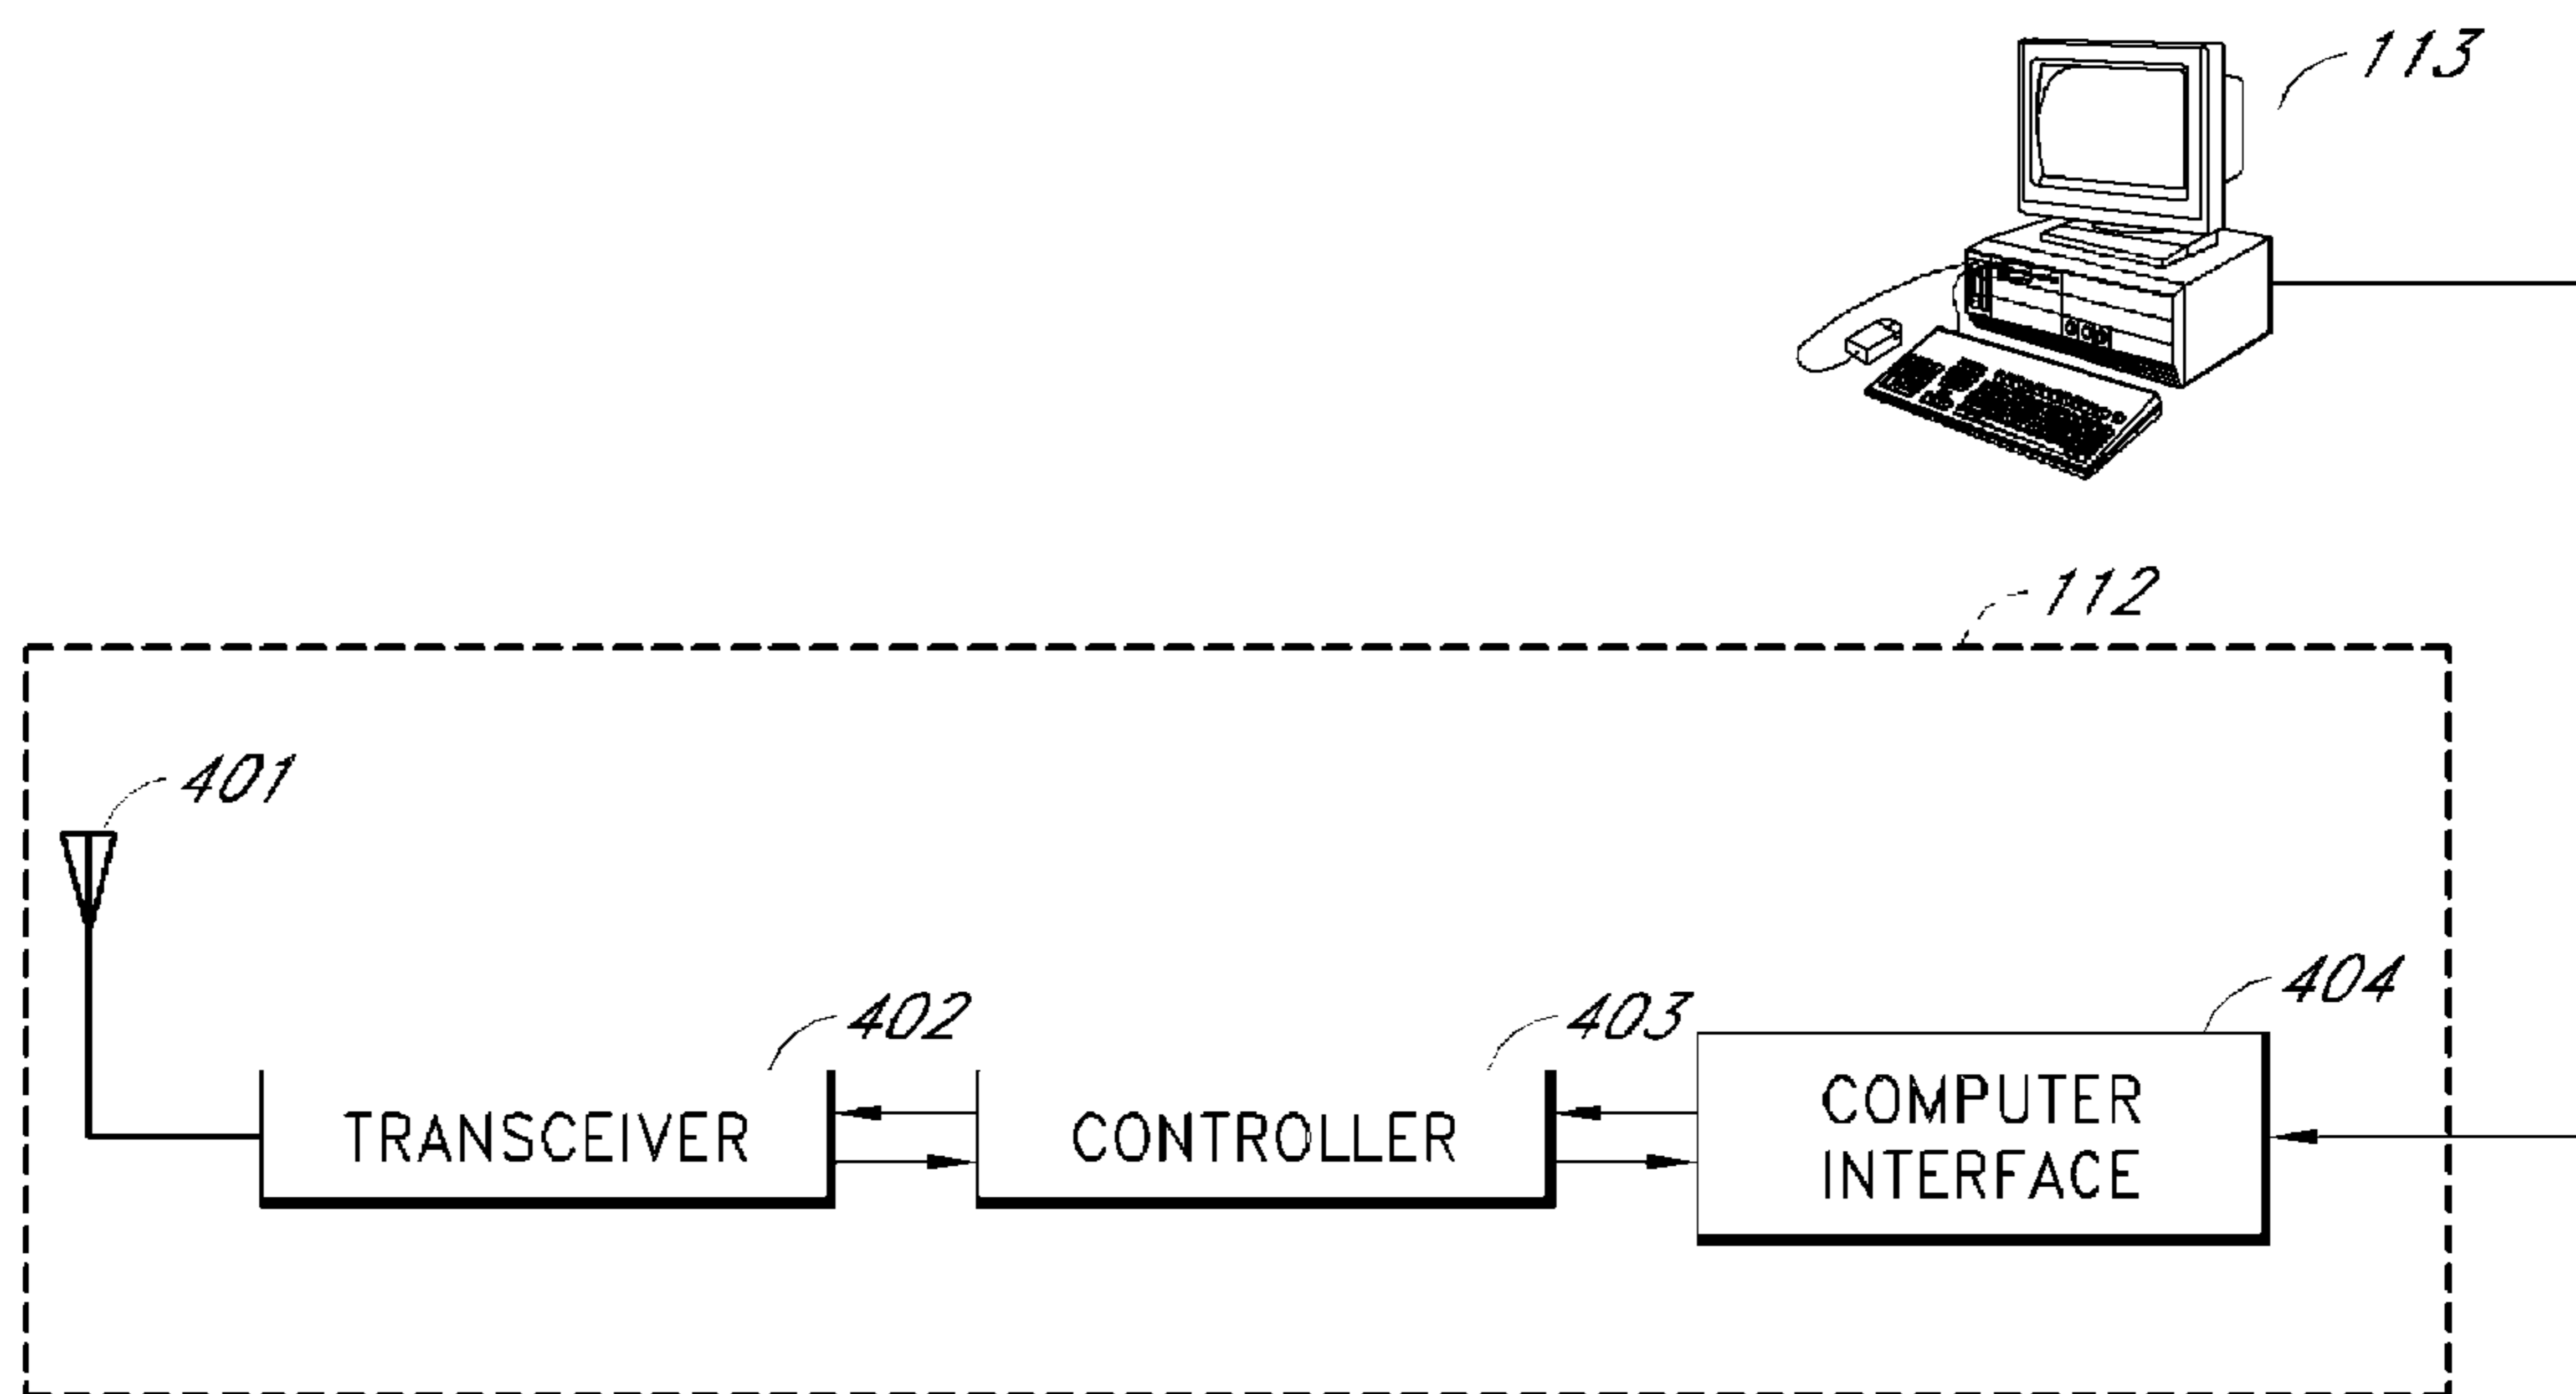 113
112
401
402
403
404
TRANSCEIVER
CONTROLLER
COMPUTER
INTERFACE